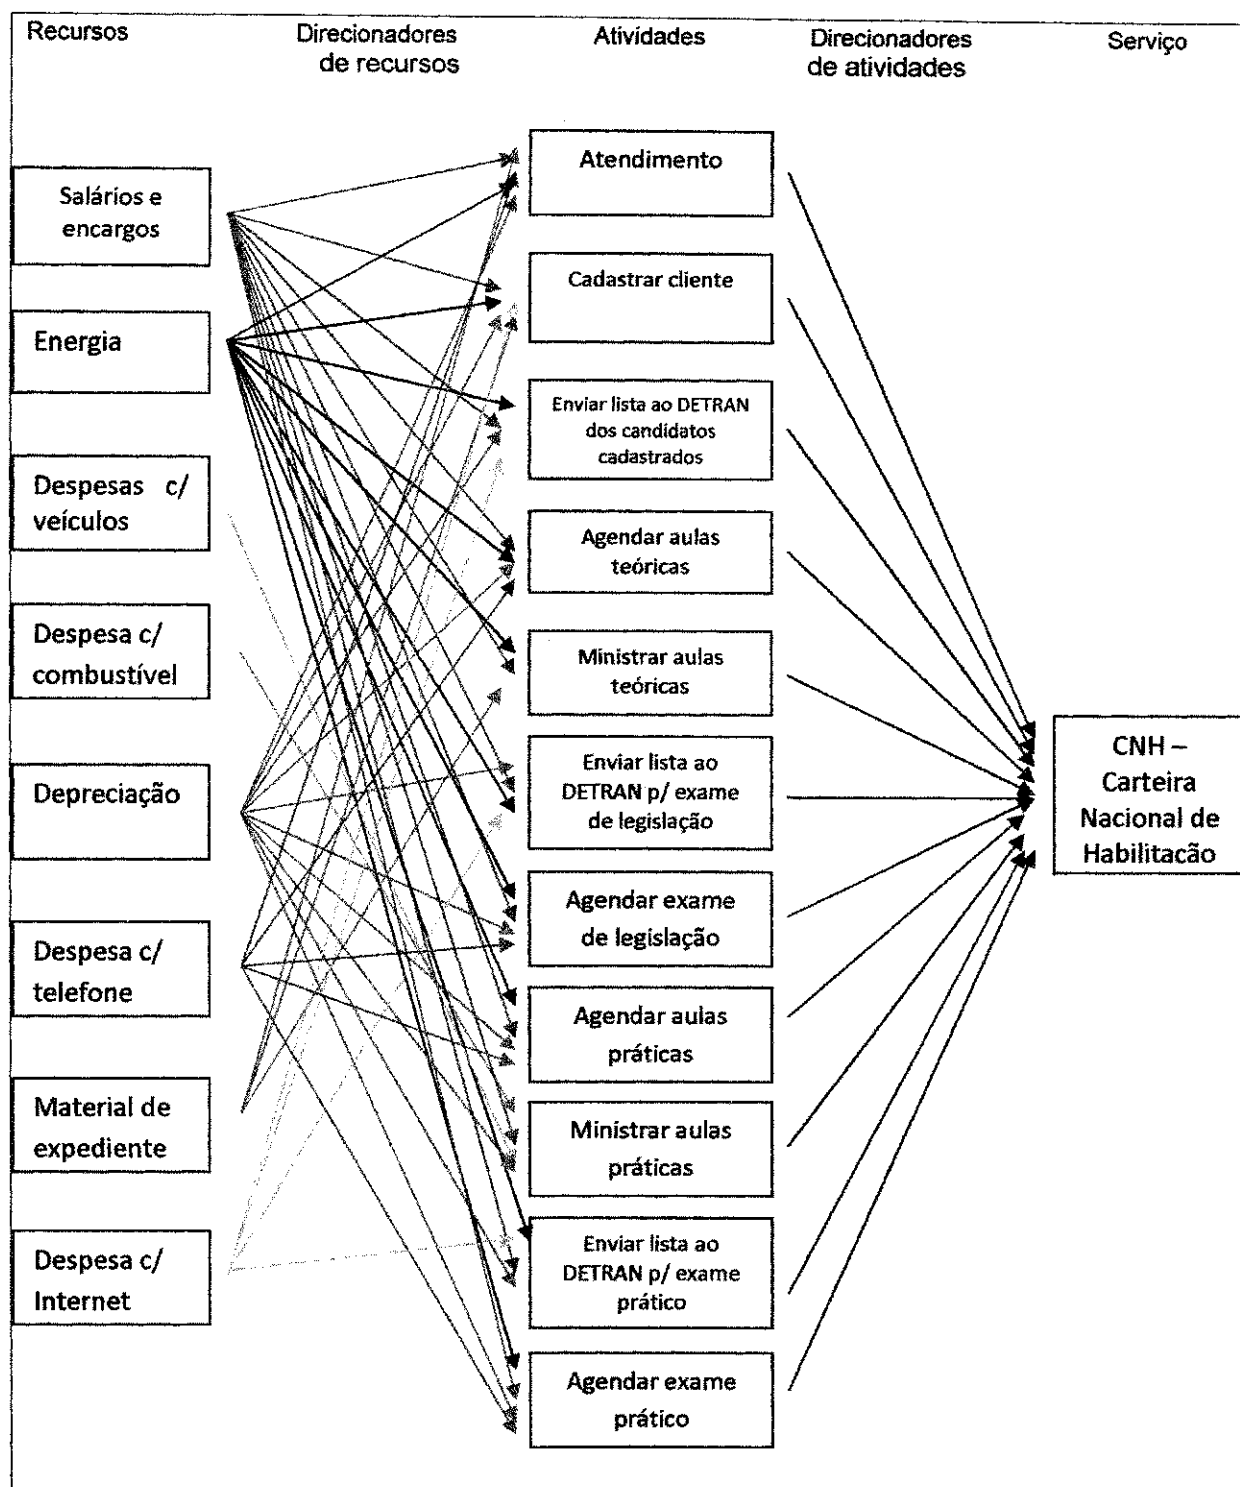 Recursos
Direcionadores
de recursos
Atividades
Direcionadores
de atividades
Serviço
Salários e
encargos
Energia
Despesas c/
veículos
Despesa c/
combustível
Depreciação
Despesa c/
telefone
Material de
expediente
Despesa c/
Internet
Atendimento
Cadastrar cliente
Enviar lista ao DETRAN
dos candidatos
cadastrados
Agendar aulas
teóricas
Ministrar aulas
teóricas
Enviar lista ao
DETRAN p/ exame
de legislação
Agendar exame
de legislação
Agendar aulas
práticas
Ministrar aulas
práticas
Enviar lista ao
DETRAN p/ exame
prático
Agendar exame
prático
CNH –
Carteira
Nacional de
Habilitacão